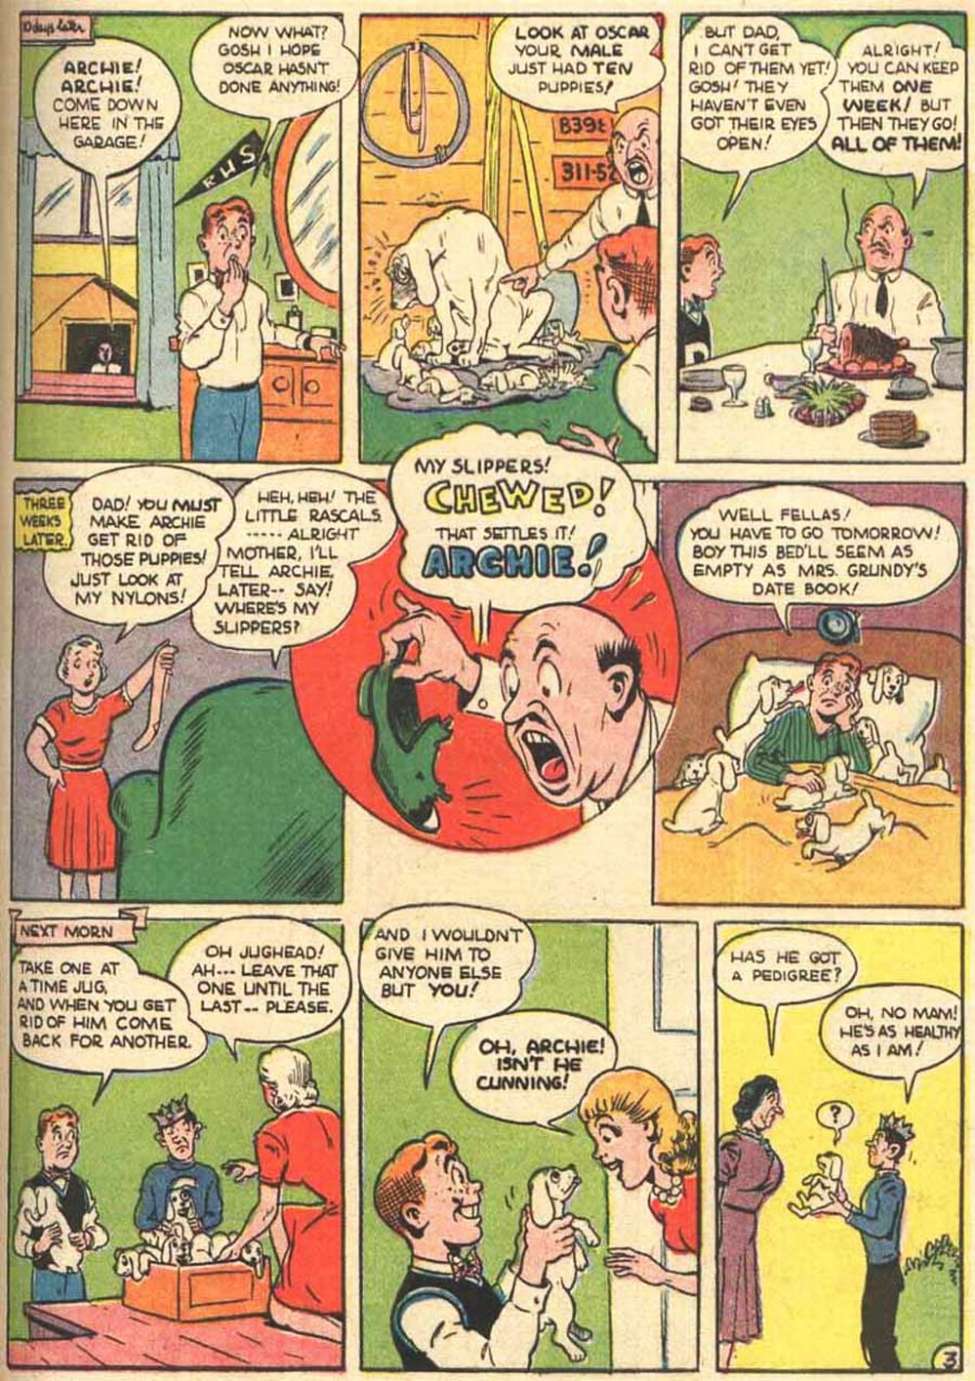 10 days later
ARCHIE!
ARCHIE!
COME DOWN
HERE IN THE
GARAGE!
NOW WHAT?
GOSH I HOPE
OSCAR HASN'T
DONE ANYTHING!
KHS
LOOK AT OSCAR
YOUR MALE
JUST HAD TEN
PUPPIES!
B39
311-52
BUT DAD,
I CAN'T GET
RID OF THEM YET!
GOSH! THEY
HAVEN'T EVEN
GOT THEIR EYES
OPEN!
ALRIGHT!
YOU CAN KEEP
THEM ONE
WEEK! BUT
THEN THEY GO!
ALL OF THEM!
THREE
WEEKS
LATER.
DAD! YOU MUST
MAKE ARCHIE
GET RID OF
THOSE PUPPIES!
JUST LOOK AT
MY NYLONS!
HEH, HEH! THE
LITTLE RASCALS.
----- ALRIGHT
MOTHER, I'LL
TELL ARCHIE,
LATER-- SAY!
WHERE'S MY
SLIPPERS?
MY SLIPPERS!
CHEWED!
THAT SETTLES IT!
ARCHIE!
WELL FELLAS!
YOU HAVE TO GO TOMORROW!
BOY THIS BED'LL SEEM AS
EMPTY AS MRS. GRUNDY'S
DATE BOOK!
NEXT MORN
TAKE ONE AT
A TIME JUG,
AND WHEN YOU GET
RID OF HIM COME
BACK FOR ANOTHER.
OH JUGHEAD!
AH--- LEAVE THAT
ONE UNTIL THE
LAST-- PLEASE.
AND I WOULDN'T
GIVE HIM TO
ANYONE ELSE
BUT YOU!
OH, ARCHIE!
ISN'T HE
CUNNING!
HAS HE GOT
A PEDIGREE?
OH, NO MAM!
HE'S AS HEALTHY
AS I AM!
?
3